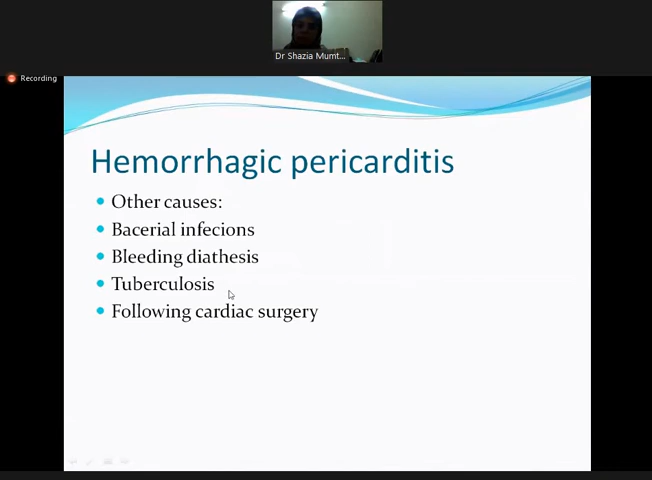 Dr Shazia Mumt...
Recording
Hemorrhagic pericarditis
Other causes:
Bacerial infecions
Bleeding diathesis
Tuberculosis
Following cardiac surgery